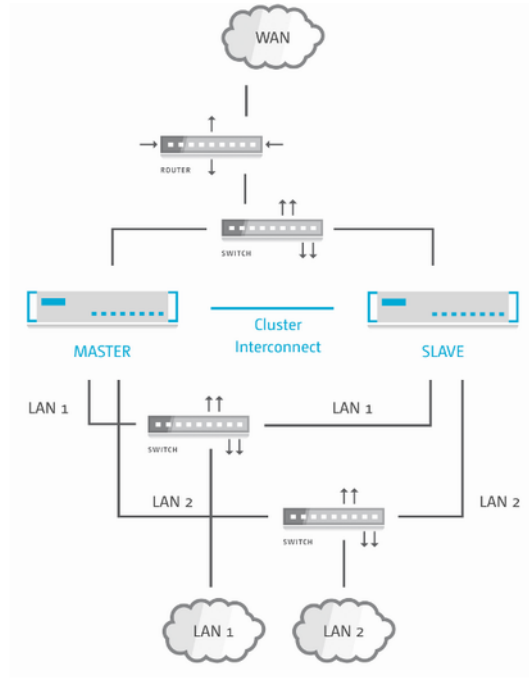 WAN
ROUTER
SWITCH
Cluster
Interconnect
MASTER
SLAVE
LAN 1
LAN 1
SWITCH
LAN 2
LAN 2
SWITCH
LAN 1
LAN 2